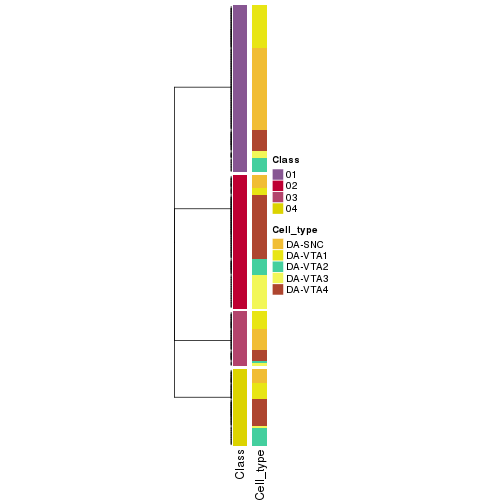 Class
01
02
03
04
Cell_type
DA-SNC
DA-VTA1
DA-VTA2
DA-VTA3
DA-VTA4
Class
Cell_type